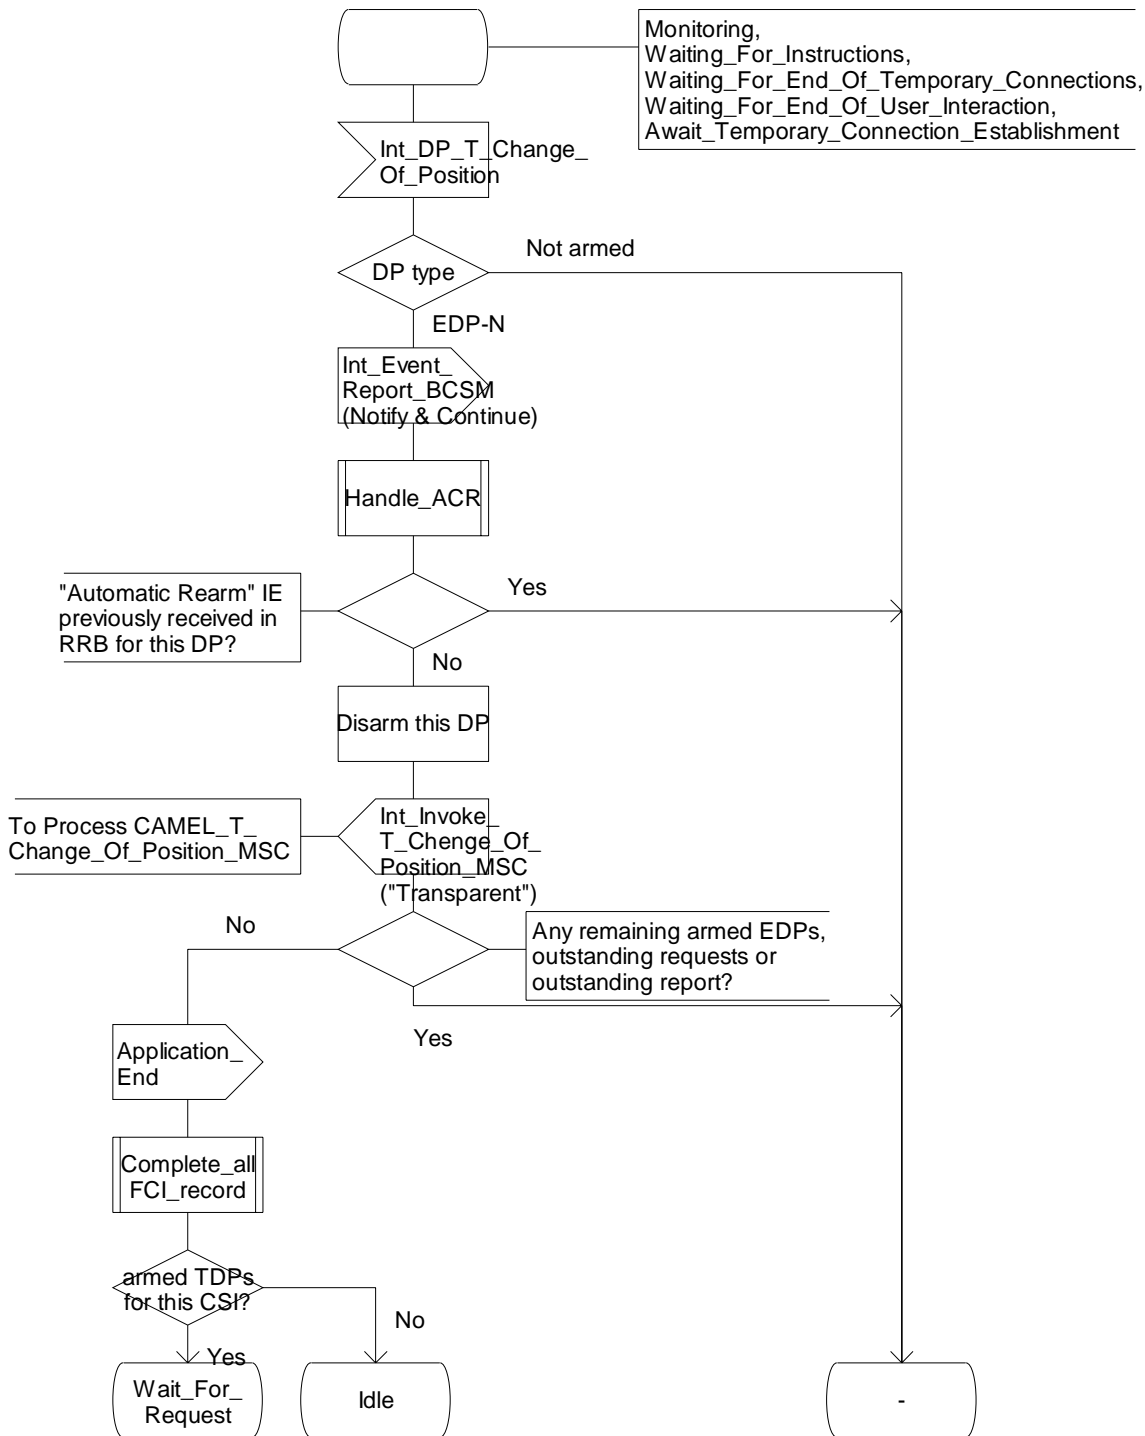 Monitoring,
Waiting_For_Instructions,
Waiting_For_End_Of_Temporary_Connections,
Waiting_For_End_Of_User_Interaction,
Await_Temporary_Connection_Establishment
Int_DP_T_Change_
Of_Position
Not armed
DP type
EDP-N
Int_Event_
Report_BCSM
(Notify & Continue)
Handle_ACR
"Automatic Rearm" IE
previously received in
RRB for this DP?
Yes
No
Disarm this DP
To Process CAMEL_T_
Change_Of_Position_MSC
Int_Invoke_
T_Chenge_Of_
Position_MSC
("Transparent")
No
Any remaining armed EDPs,
outstanding requests or
outstanding report?
Yes
Application_
End
Complete_all
FCI_record
armed TDPs
for this CSI?
No
Yes
Wait_For_
Request
Idle
-